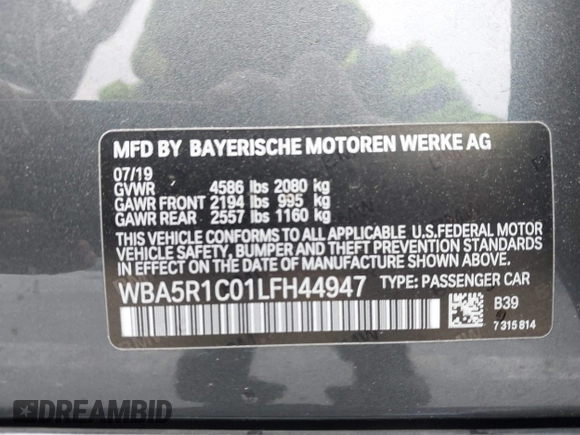 MFD BY BAYERISCHE MOTOREN WERKE AG
07/19
GVWR 4586 lbs 2080 kg
GAWR FRONT 2194 lbs 995 kg
GAWR REAR 2557 lbs 1160 kg
THIS VEHICLE CONFORMS TO ALL APPLICABLE U.S.FEDERAL MOTOR
VEHICLE SAFETY, BUMPER AND THEFT PREVENTION STANDARDS
IN EFFECT ON THE DATE OF MANUFACTURE SHOWN ABOVE.
WBA5R1C01LFH44947 TYPE: PASSENGER CAR
B39
7 315 814
DREAMBID